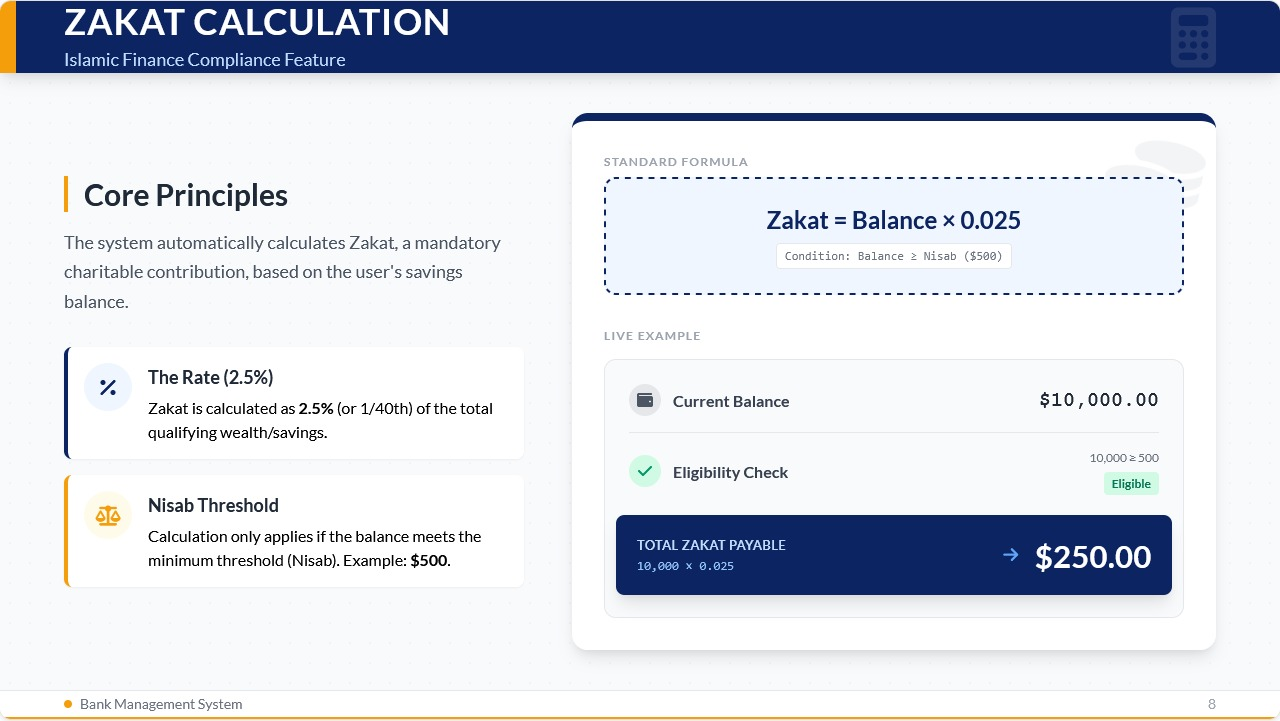 ZAKAT CALCULATION
Islamic Finance Compliance Feature
Core Principles
The system automatically calculates Zakat, a mandatory
charitable contribution, based on the user's savings
balance.
The Rate (2.5%)
Zakat is calculated as 2.5% (or 1/40th) of the total
qualifying wealth/savings.
Nisab Threshold
Calculation only applies if the balance meets the
minimum threshold (Nisab). Example: $500.
STANDARD FORMULA
Zakat = Balance × 0.025
Condition: Balance ≥ Nisab ($500)
LIVE EXAMPLE
Current Balance
$10,000.00
Eligibility Check
10,000 ≥ 500
Eligible
TOTAL ZAKAT PAYABLE
10,000 × 0.025
→ $250.00
Bank Management System
8